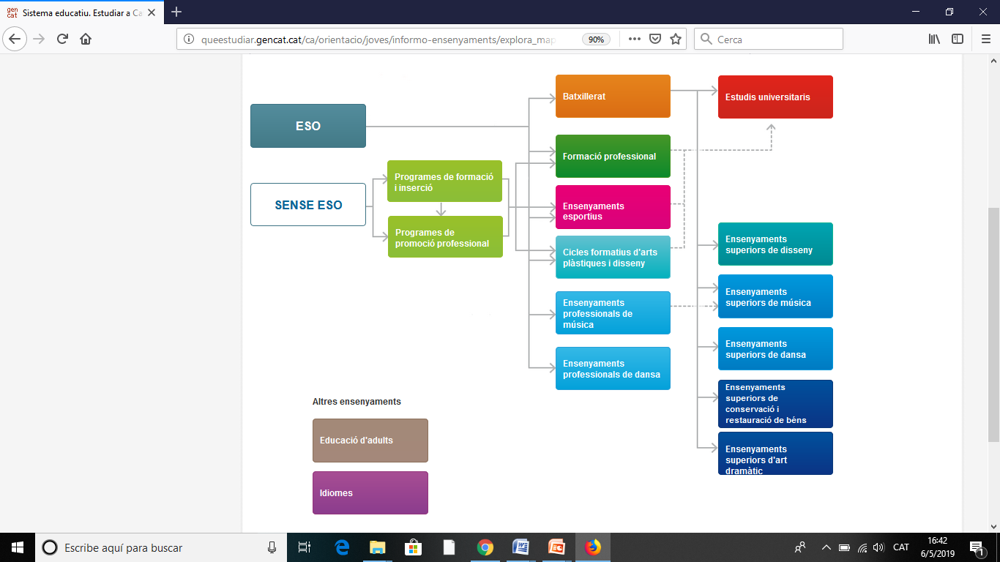 gen
cat
Sistema educatiu. Estudiar a Ca
queestudiar.gencat.cat/ca/orientacio/joves/informo-ensenyaments/explora_map
90%
Cerca
ESO
SENSE ESO
Programes de formació
i inserció
Programes de
promoció professional
Batxillerat
Formació professional
Ensenyaments
esportius
Cicles formatius d'arts
plàstiques i disseny
Ensenyaments
professionals de
música
Ensenyaments
professionals de dansa
Estudis universitaris
Ensenyaments
superiors de disseny
Ensenyaments
superiors de música
Ensenyaments
superiors de dansa
Ensenyaments
superiors de
conservació i
restauració de béns
Ensenyaments
superiors d'art
dramàtic
Altres ensenyaments
Educació d'adults
Idiomes
Escribe aquí para buscar
CAT
16:42
6/5/2019
1